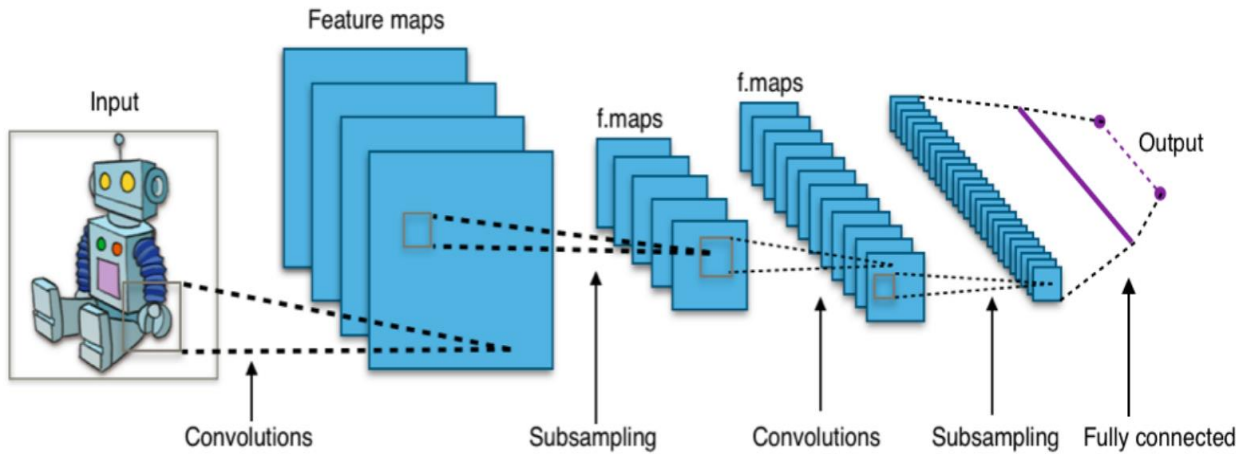 Feature maps
Input
f.maps
f.maps
Output
Convolutions
Subsampling
Convolutions
Subsampling
Fully connected